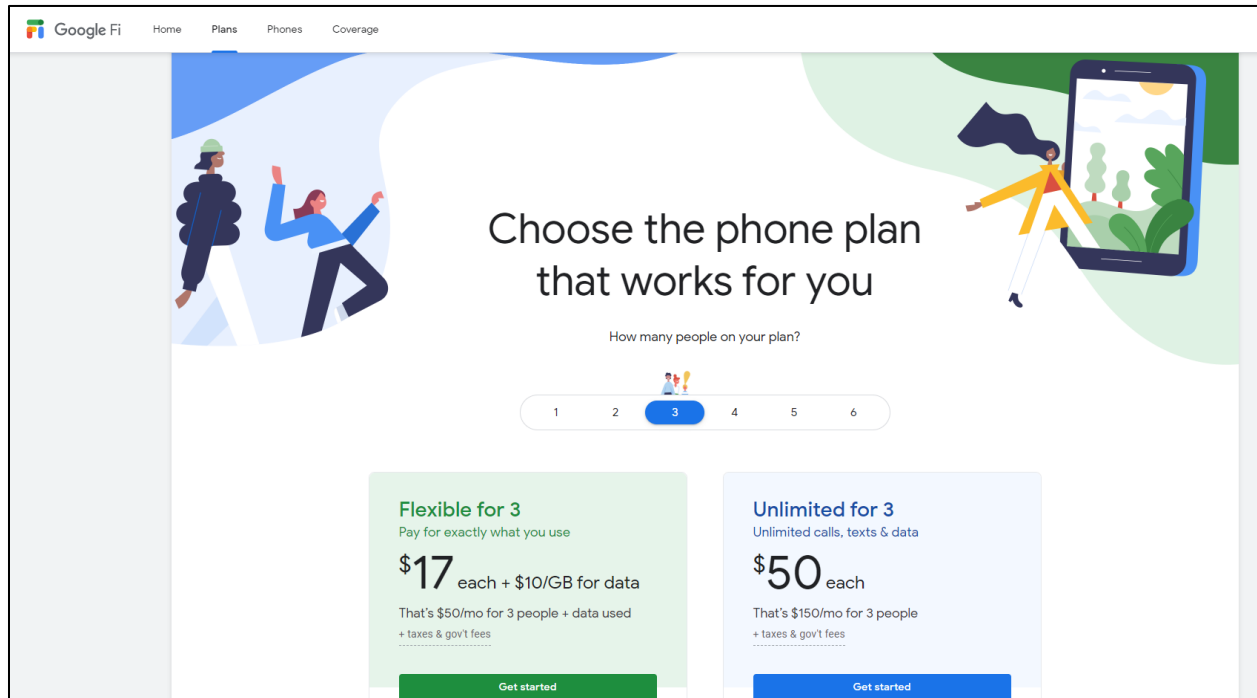 Google Fi Home Plans Phones Coverage
Choose the phone plan
that works for you
How many people on your plan?
1 2 3 4 5 6
Flexible for 3
Pay for exactly what you use
$17 each + $10/GB for data
That's $50/mo for 3 people + data used
+ taxes & gov't fees
Get started
Unlimited for 3
Unlimited calls, texts & data
$50 each
That's $150/mo for 3 people
+ taxes & gov't fees
Get started